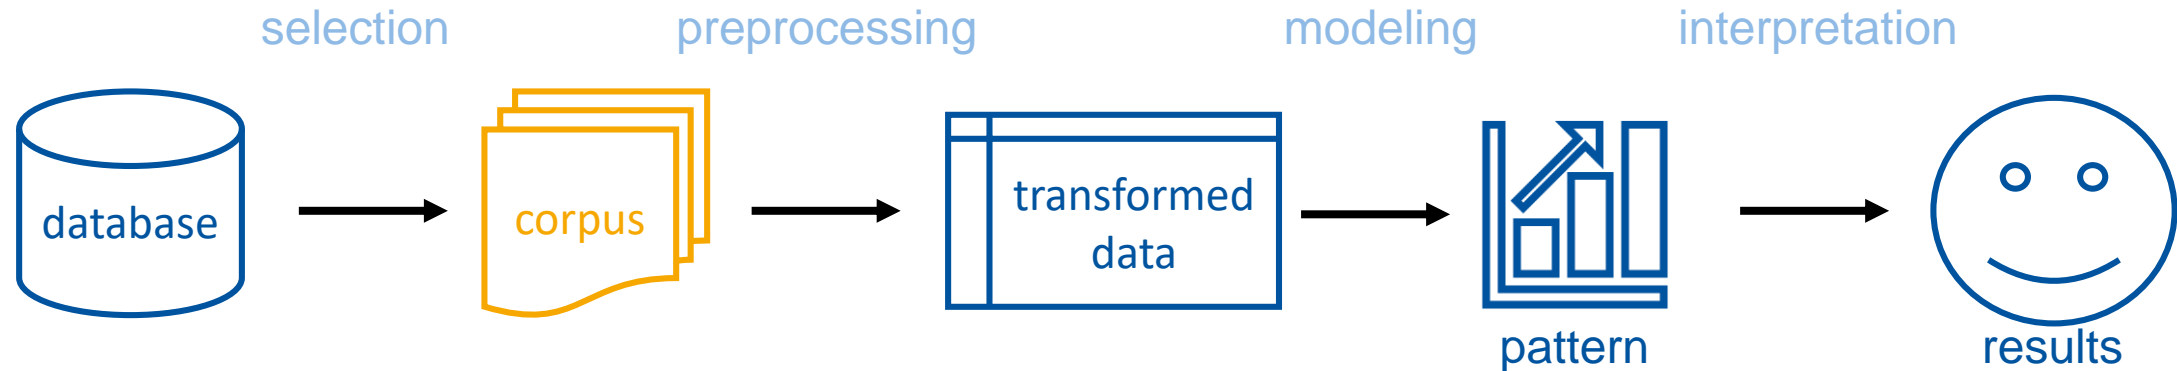 selection
preprocessing
modeling
interpretation
database
corpus
transformed
data
pattern
results